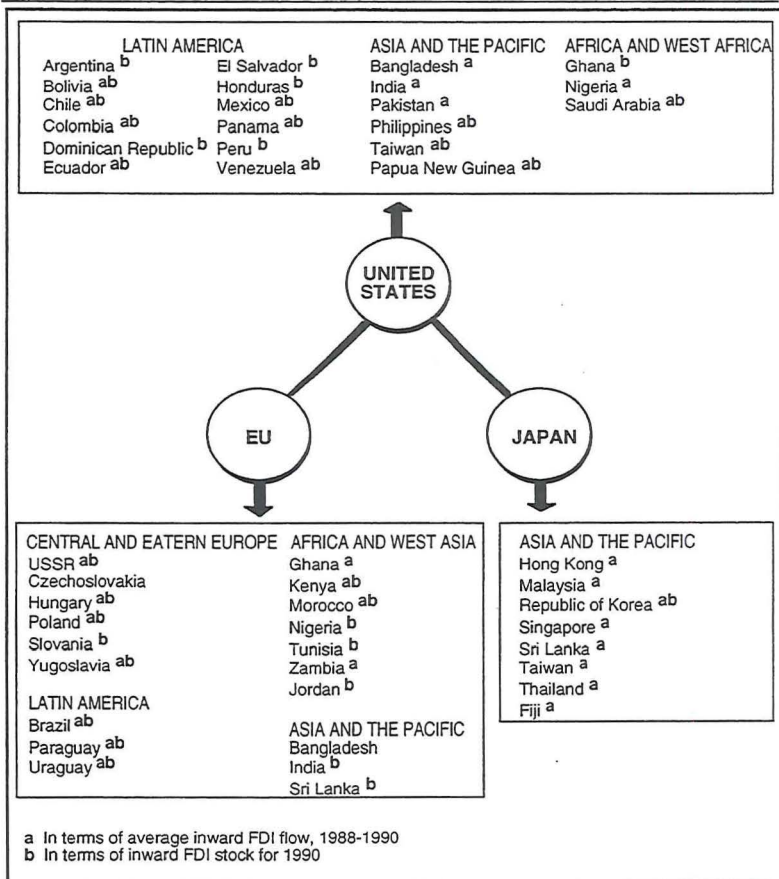 LATIN AMERICA
Argentina b
Bolivia ab
Chile ab
Colombia ab
Dominican Republic b
Ecuador ab
El Salvador b
Honduras b
Mexico ab
Panama ab
Peru b
Venezuela ab
ASIA AND THE PACIFIC
Bangladesh a
India a
Pakistan a
Philippines ab
Taiwan ab
Papua New Guinea ab
AFRICA AND WEST AFRICA
Ghana b
Nigeria a
Saudi Arabia ab
UNITED
STATES
EU
JAPAN
CENTRAL AND EATERN EUROPE
USSR ab
Czechoslovakia
Hungary ab
Poland ab
Slovania b
Yugoslavia ab
LATIN AMERICA
Brazil ab
Paraguay ab
Uraguay ab
AFRICA AND WEST ASIA
Ghana a
Kenya ab
Morocco ab
Nigeria b
Tunisia b
Zambia a
Jordan b
ASIA AND THE PACIFIC
Bangladesh
India b
Sri Lanka b
ASIA AND THE PACIFIC
Hong Kong a
Malaysia a
Republic of Korea ab
Singapore a
Sri Lanka a
Taiwan a
Thailand a
Fiji a
a In terms of average inward FDI flow, 1988-1990
b In terms of inward FDI stock for 1990